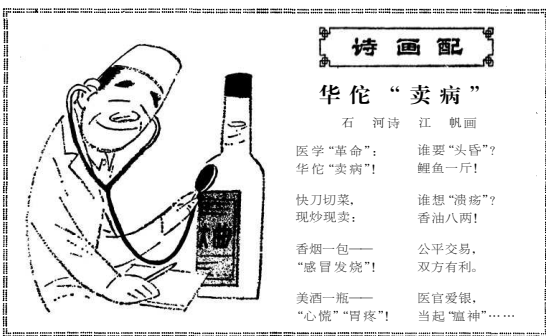 诗画配
华佗“卖病”
石 河诗 江 帆画
医学“革命”：
华佗“卖病”！
快刀切菜，
现炒现卖：
香烟一包——
“感冒发烧”！
美酒一瓶——
“心慌”“胃疼”！
谁要“头昏”？
鲤鱼一斤！
谁想“溃疡”？
香油八两！
公平交易，
双方有利。
医官爱银，
当起“瘟神”……